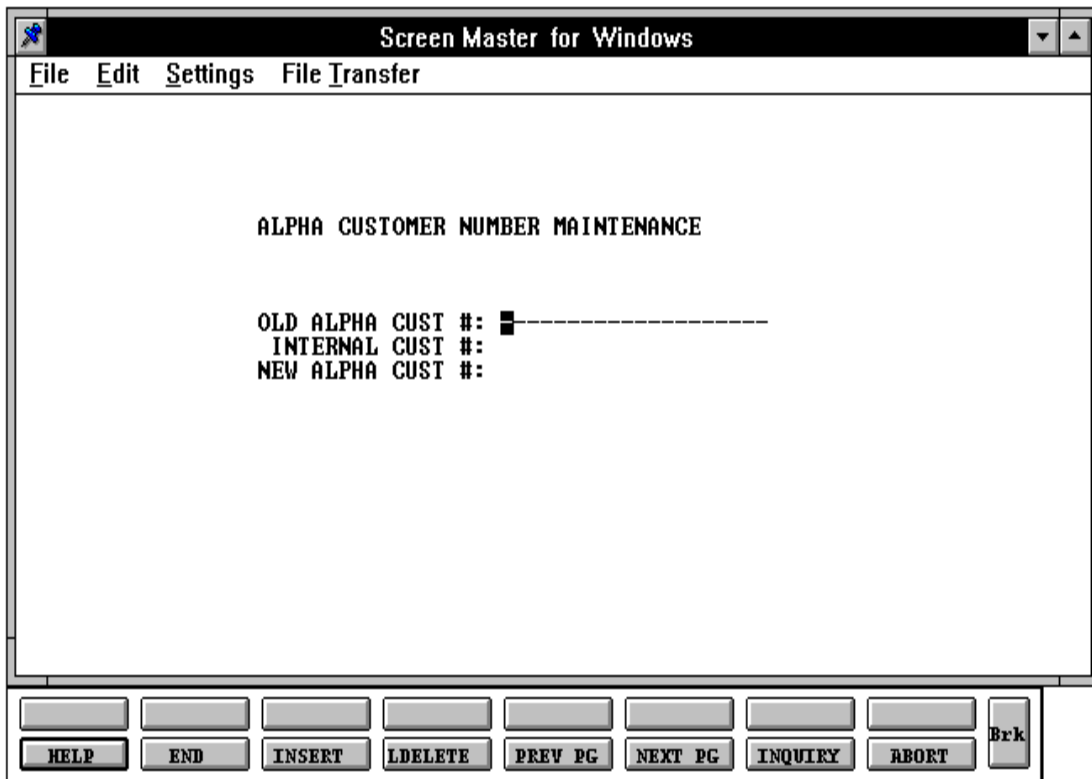 Screen Master for Windows
File Edit Settings File Transfer
ALPHA CUSTOMER NUMBER MAINTENANCE
OLD ALPHA CUST #: --------------------
INTERNAL CUST #:
NEW ALPHA CUST #:
Brk
HELP END INSERT LDELETE PREV PG NEXT PG INQUIRY ABORT